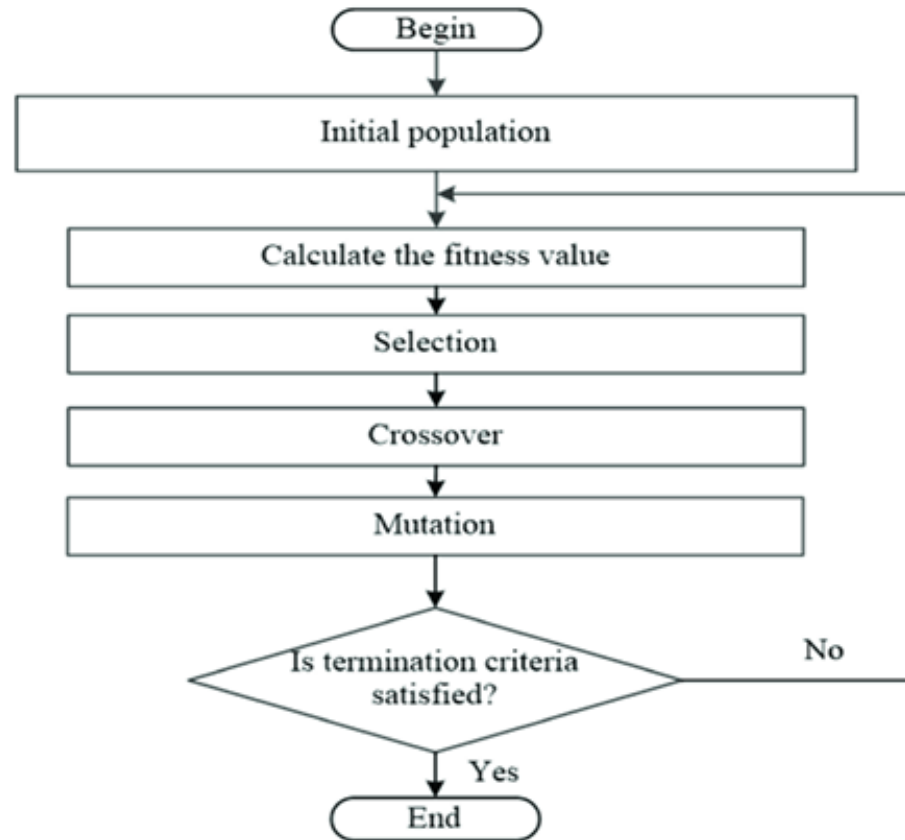 Begin
Initial population
Calculate the fitness value
Selection
Crossover
Mutation
Is termination criteria
satisfied?
No
Yes
End